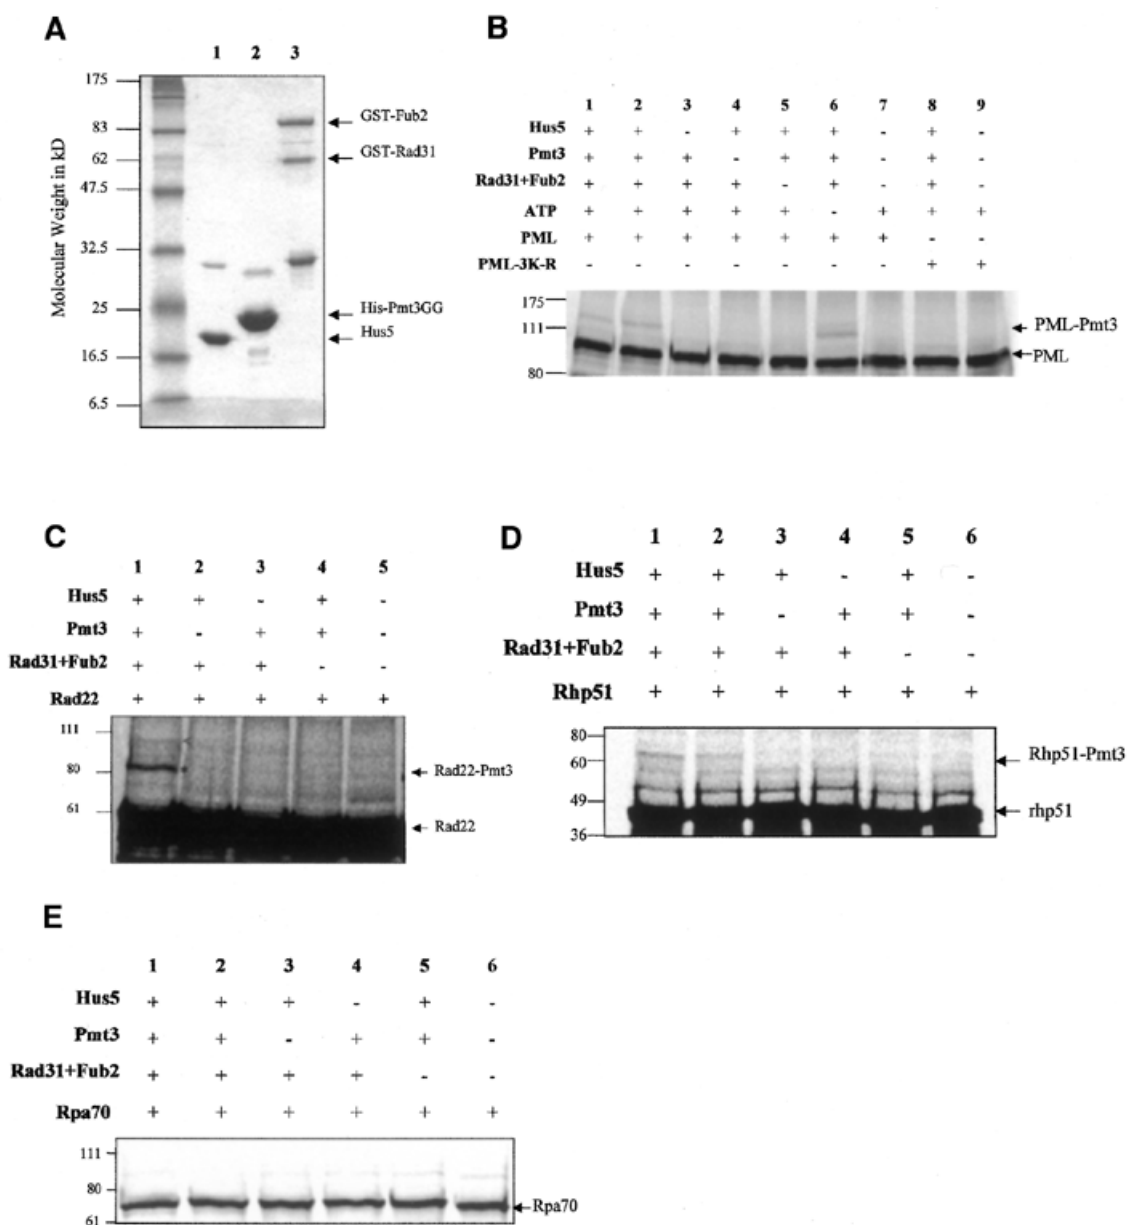 A
1 2 3
Molecular Weight in kD
175
83
62
47.5
32.5
25
16.5
6.5
GST-Fub2
GST-Rad31
His-Pmt3GG
Hus5
B
1 2 3 4 5 6 7 8 9
Hus5 + + - + + + - + -
Pmt3 + + + - + + - + -
Rad31+Fub2 + + + + - + - + -
ATP + + + + + - + + +
PML + + + + + + + - -
PML-3K-R - - - - - - - + +
175
111
80
PML-Pmt3
PML
C
1 2 3 4 5
Hus5 + + - + -
Pmt3 + - + + -
Rad31+Fub2 + + + - -
Rad22 + + + + +
111
80
61
Rad22-Pmt3
Rad22
D
1 2 3 4 5 6
Hus5 + + + - + -
Pmt3 + + - + + -
Rad31+Fub2 + + + + - -
Rhp51 + + + + + +
80
60
49
36
Rhp51-Pmt3
rhp51
E
1 2 3 4 5 6
Hus5 + + + - + -
Pmt3 + + - + + -
Rad31+Fub2 + + + + - -
Rpa70 + + + + + +
111
80
61
Rpa70